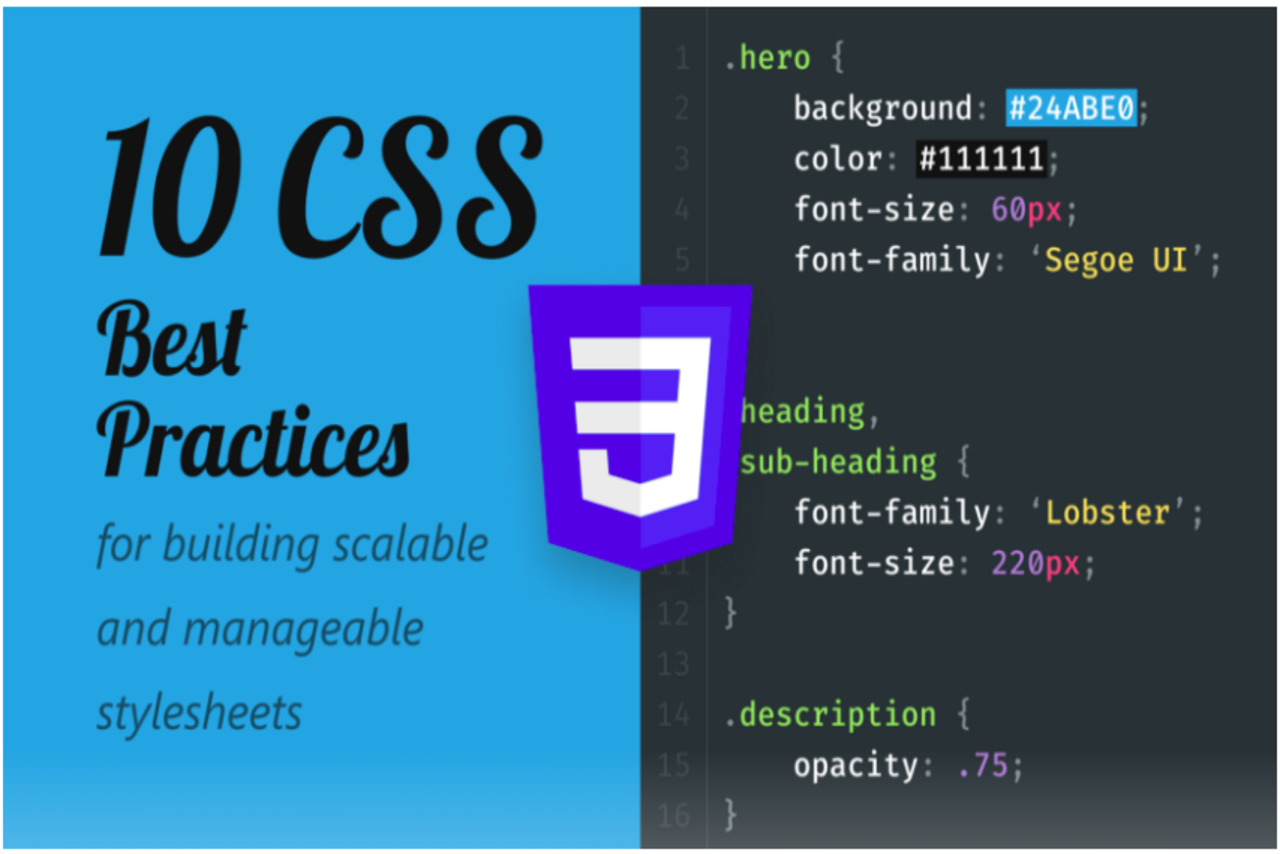 10 CSS
Best
Practices
for building scalable
and manageable
stylesheets
1 .hero {
2 background: #24ABE0;
3 color: #111111;
4 font-size: 60px;
5 font-family: ‘Segoe UI’;
heading,
sub-heading {
font-family: ‘Lobster’;
11 font-size: 220px;
12 }
13
14 .description {
15 opacity: .75;
16 }